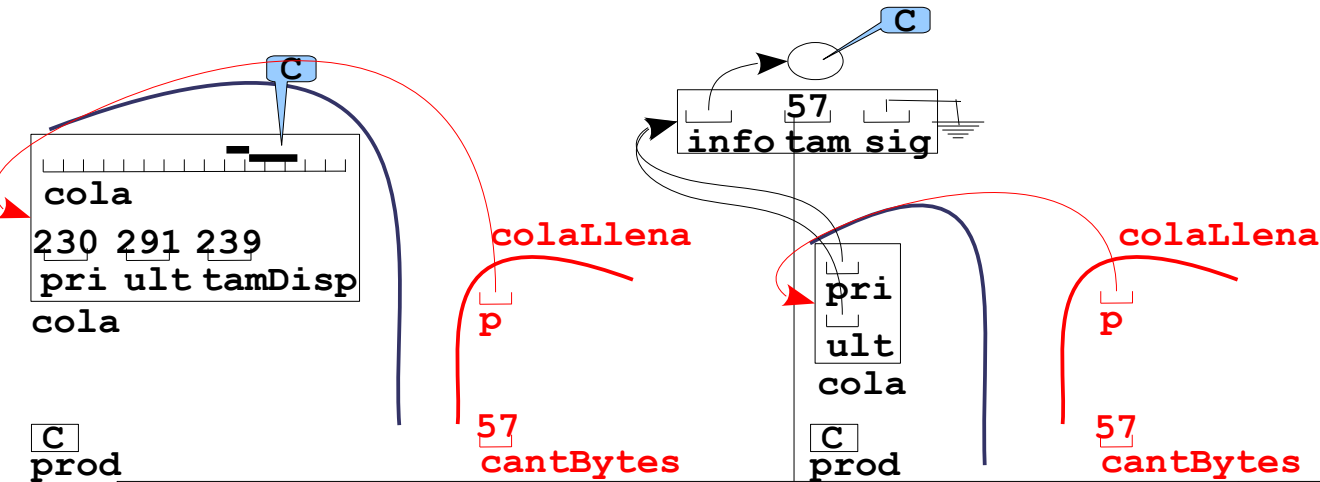 C
cola
230 291 239
pri ult tamDisp
cola
colaLlena
p
57
cantBytes
C
prod
C
57
info tam sig
pri
ult
cola
colaLlena
p
57
cantBytes
C
prod